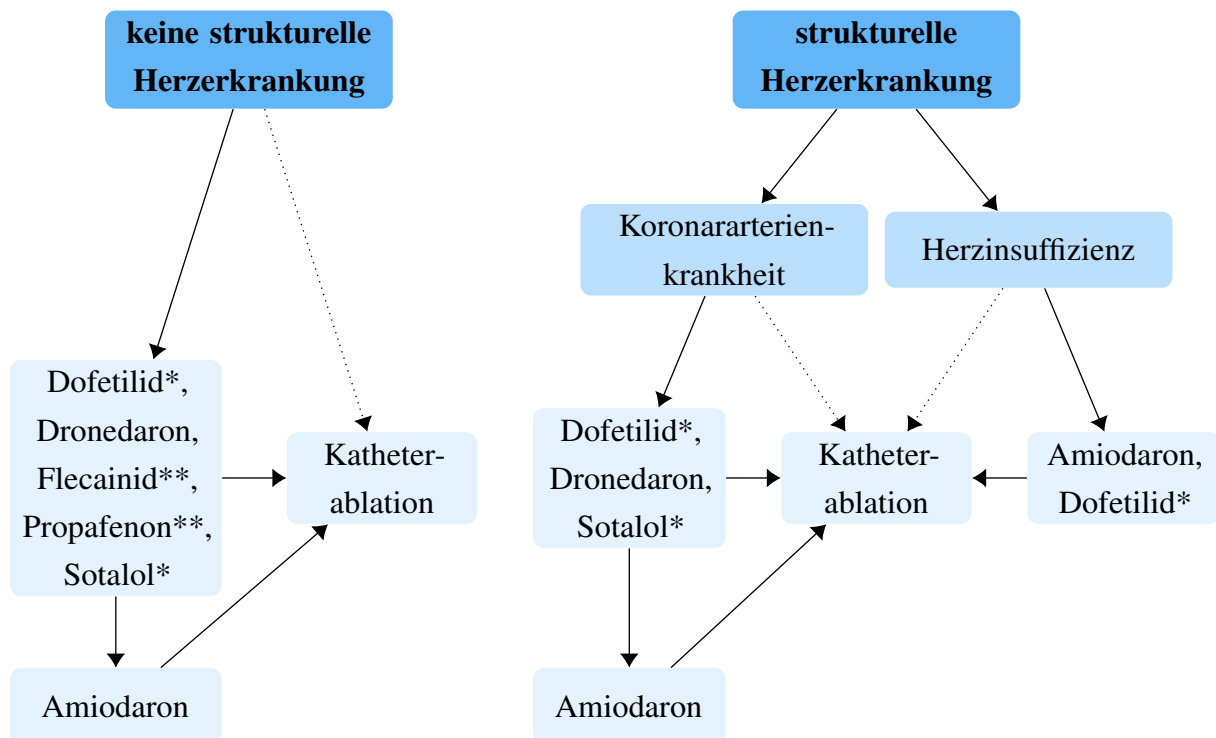 keine strukturelle
Herzerkrankung
strukturelle
Herzerkrankung
Koronararterien-
krankheit
Herzinsuffizienz
Dofetilid*,
Dronedaron,
Flecainid**,
Propafenon**,
Sotalol*
Katheter-
ablation
Dofetilid*,
Dronedaron,
Sotalol*
Katheter-
ablation
Amiodaron,
Dofetilid*
Amiodaron
Amiodaron